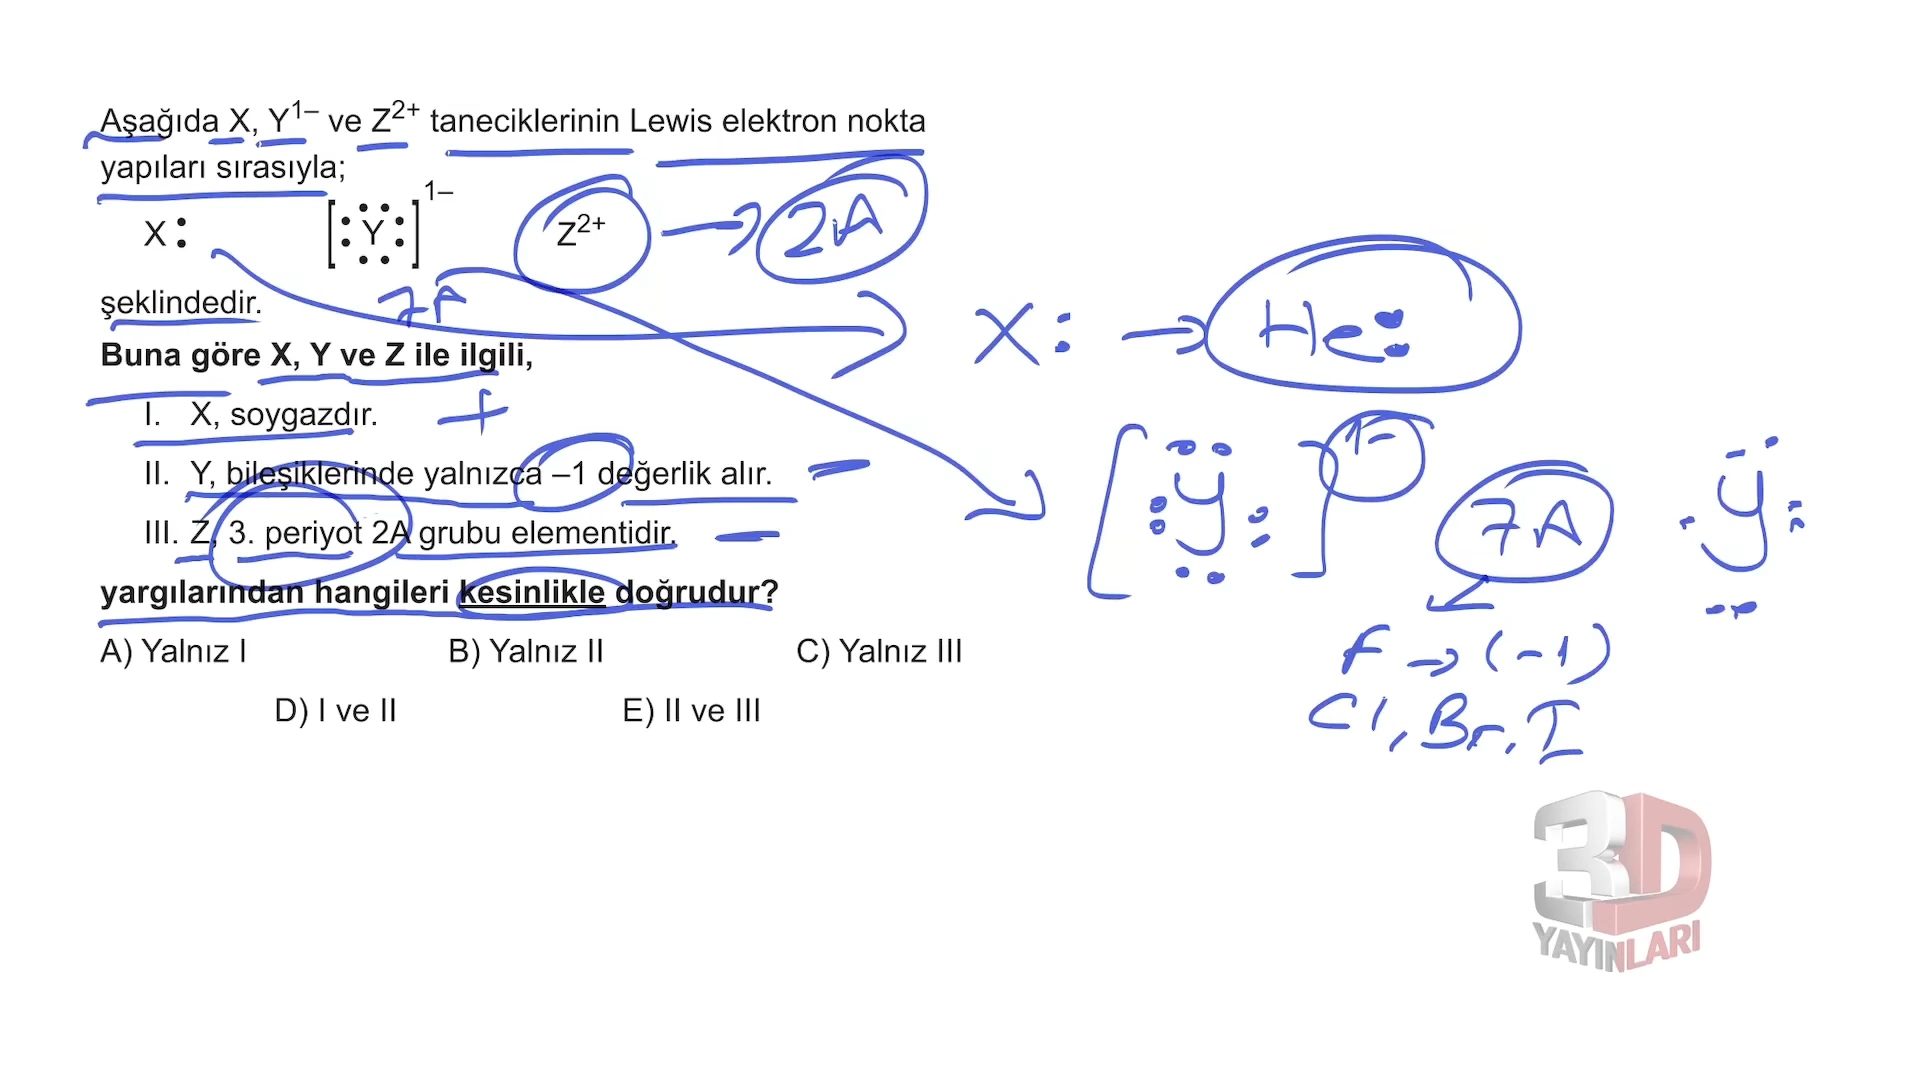 Aşağıda X, Y1– ve Z2+ taneciklerinin Lewis elektron nokta
yapıları sırasıyla;
X: [Y]1– Z2+ → 2A
şeklindedir. 7A
X: → He:
Buna göre X, Y ve Z ile ilgili,
I. X, soygazdır. +
II. Y, bileşiklerinde yalnızca –1 değerlik alır. –
III. Z, 3. periyot 2A grubu elementidir. –
yargılarından hangileri kesinlikle doğrudur?
A) Yalnız I B) Yalnız II C) Yalnız III
D) I ve II E) II ve III
[Y]1- 7A Y
F → (-1)
Cl, Br, I
3D
YAYINLARI